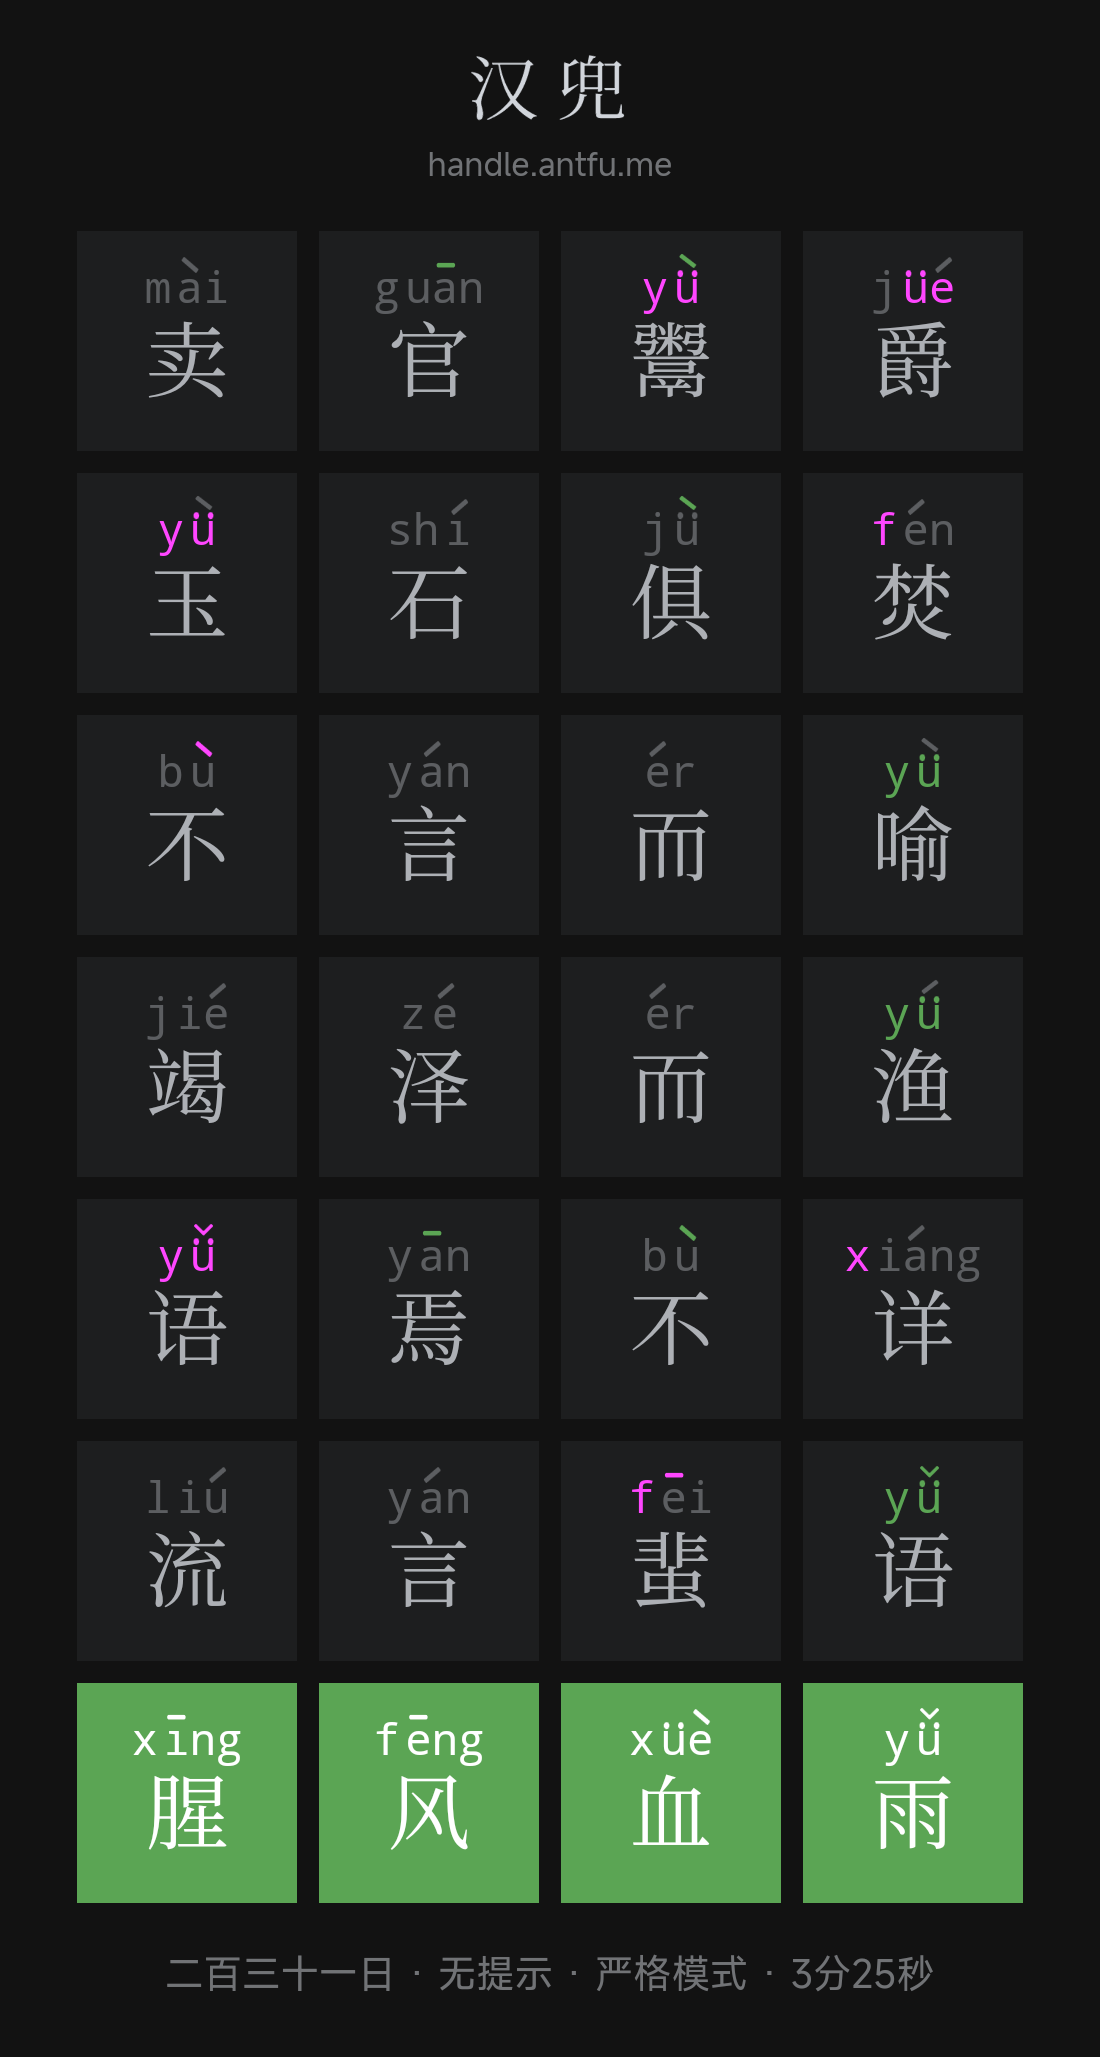 汉兜
handle.antfu.me
mài guān yù jüé
卖官鬻爵
yù shí jù fén
玉石俱焚
bù yán ér yù
不言而喻
jié zé ér yú
竭泽而渔
yǔ yān bù xiáng
语焉不详
liú yán fēi yǔ
流言蜚语
xīng fēng xüè yǔ
腥风血雨
二百三十一日 · 无提示 · 严格模式 · 3分25秒